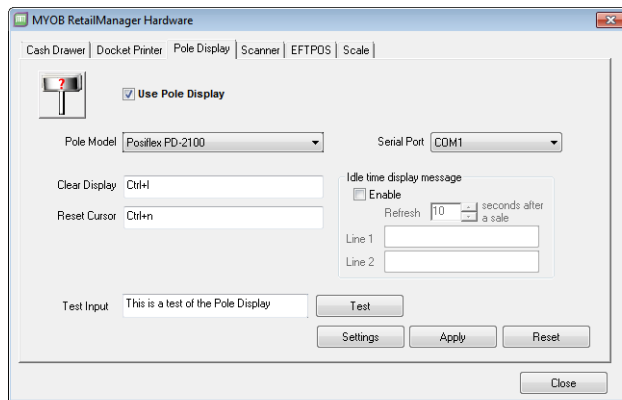 MYOB RetailManager Hardware
Cash Drawer Docket Printer Pole Display Scanner EFTPOS Scale
?
Use Pole Display
Pole Model Posiflex PD-2100 Serial Port COM1
Clear Display Ctrl+l
Reset Cursor Ctrl+n
Idle time display message
Enable
Refresh 10 seconds after
a sale
Line 1
Line 2
Test Input This is a test of the Pole Display Test
Settings Apply Reset
Close